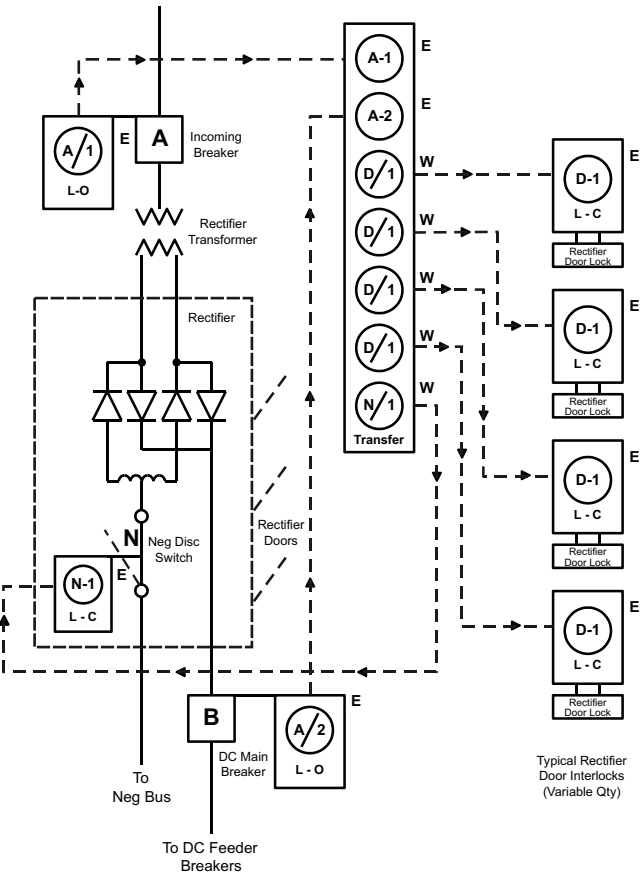 A-1
E
A-2
E
A/1
L-O
E
A
Incoming
Breaker
D/1
W
D-1
E
L - C
Rectifier
Door Lock
Rectifier
Transformer
D/1
W
Rectifier
D/1
W
D-1
E
L - C
Rectifier
Door Lock
D/1
W
N/1
W
Transfer
D-1
E
L - C
Rectifier
Door Lock
Rectifier
Doors
N
Neg Disc
Switch
E
N-1
L - C
D-1
E
L - C
Rectifier
Door Lock
B
DC Main
Breaker
A/2
L - O
E
To
Neg Bus
To DC Feeder
Breakers
Typical Rectifier
Door Interlocks
(Variable Qty)